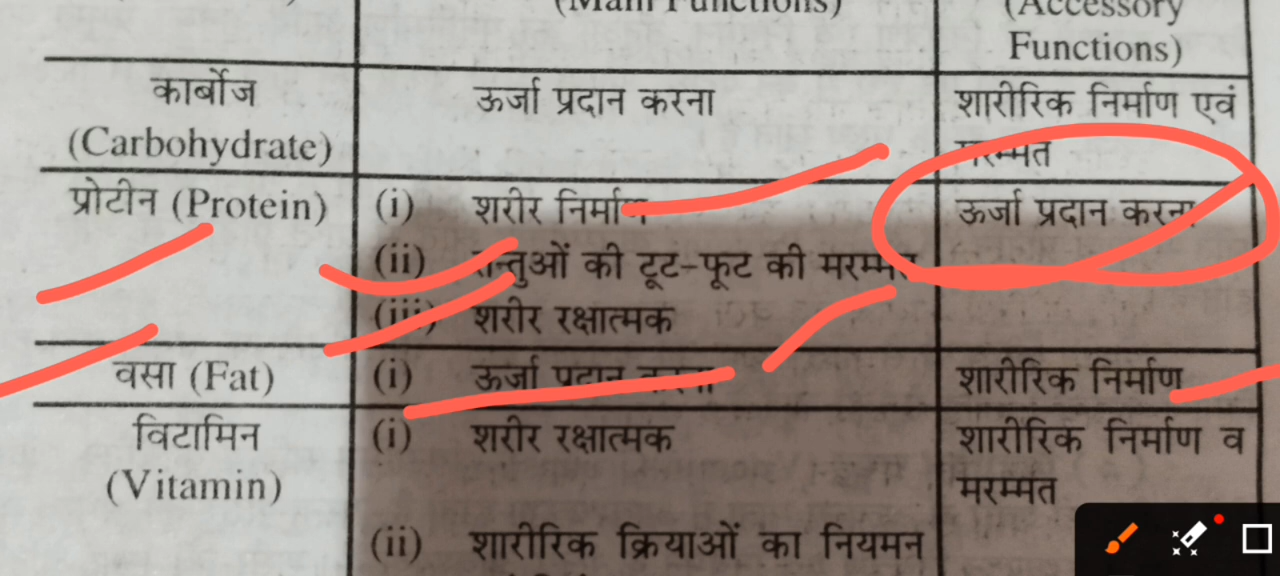 (Main Functions)
(Accessory
Functions)
कार्बोज
(Carbohydrate)
ऊर्जा प्रदान करना
शारीरिक निर्माण एवं
मरम्मत
प्रोटीन (Protein)
(i) शरीर निर्माण
(ii) तन्तुओं की टूट-फूट की मरम्मत
(iii) शरीर रक्षात्मक
ऊर्जा प्रदान करना
वसा (Fat)
(i) ऊर्जा प्रदान करना
शारीरिक निर्माण
विटामिन
(Vitamin)
(i) शरीर रक्षात्मक
(ii) शारीरिक क्रियाओं का नियमन
शारीरिक निर्माण व
मरम्मत